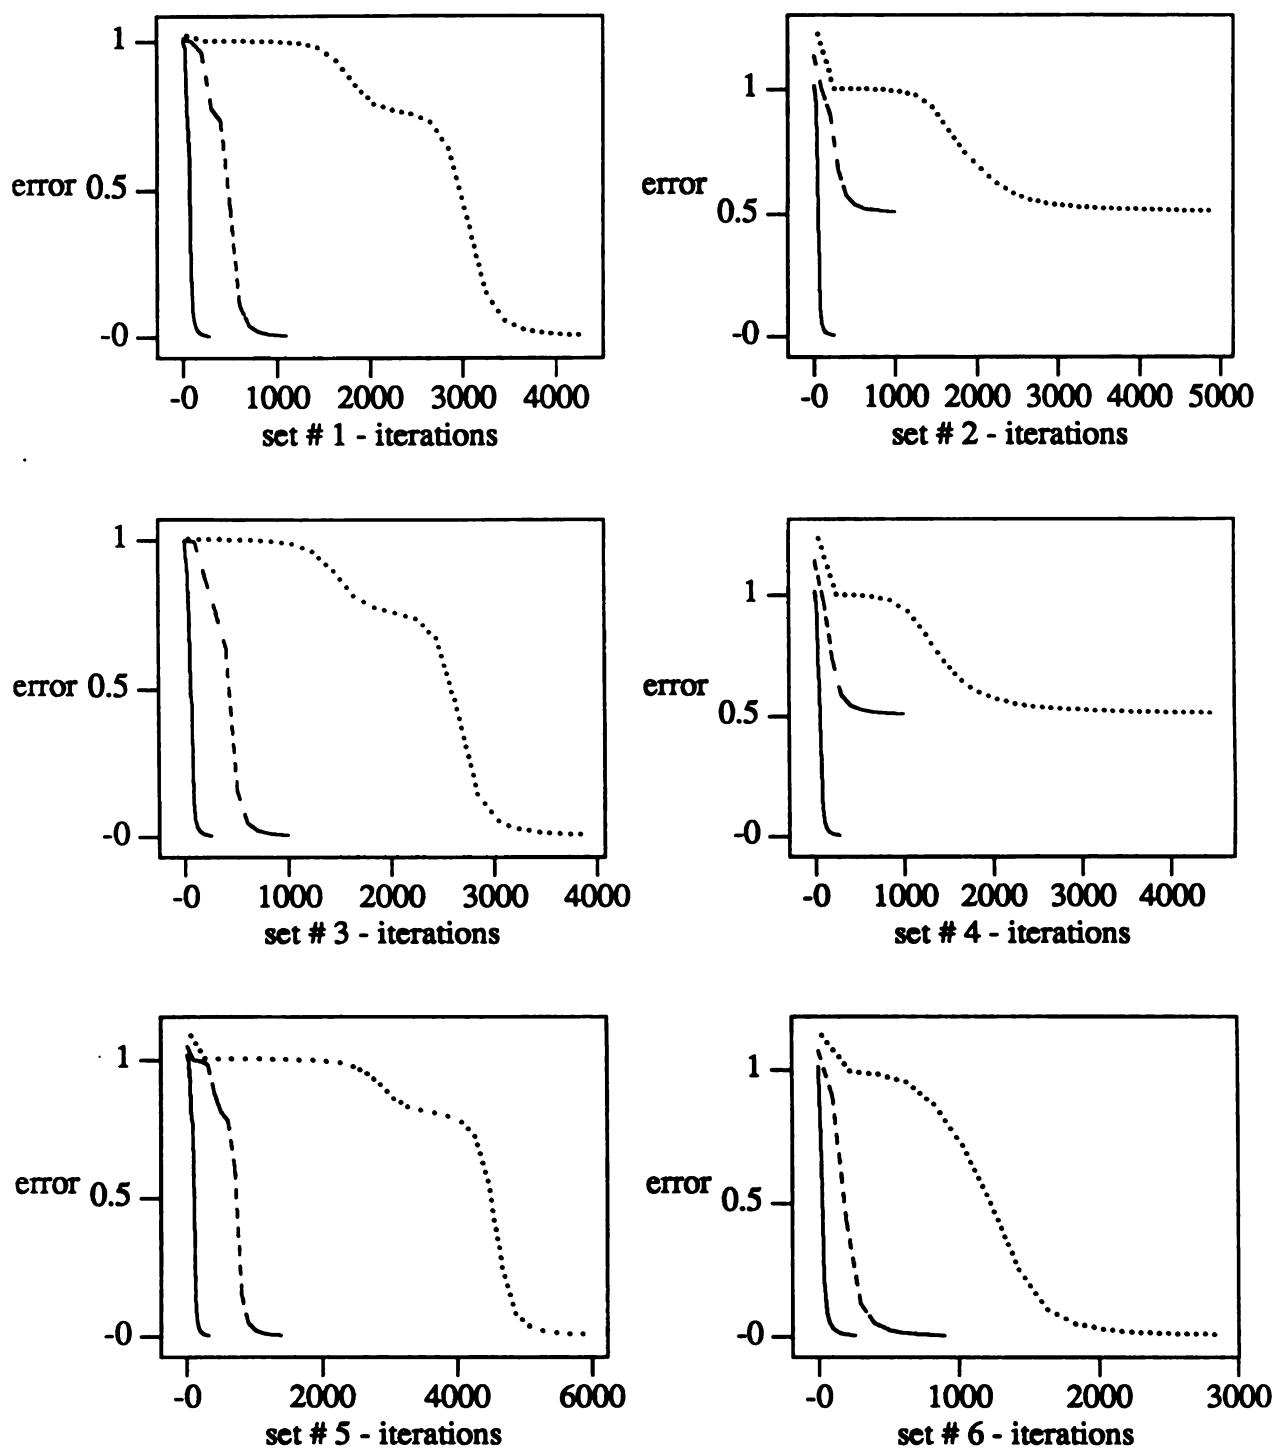 1
error 0.5
-0
-0 1000 2000 3000 4000
set # 1 - iterations
1
error
0.5
-0
-0 1000 2000 3000 4000 5000
set # 2 - iterations
1
error 0.5
-0
-0 1000 2000 3000 4000
set # 3 - iterations
1
error
0.5
-0
-0 1000 2000 3000 4000
set # 4 - iterations
1
error 0.5
-0
-0 2000 4000 6000
set # 5 - iterations
1
error 0.5
-0
-0 1000 2000 3000
set # 6 - iterations